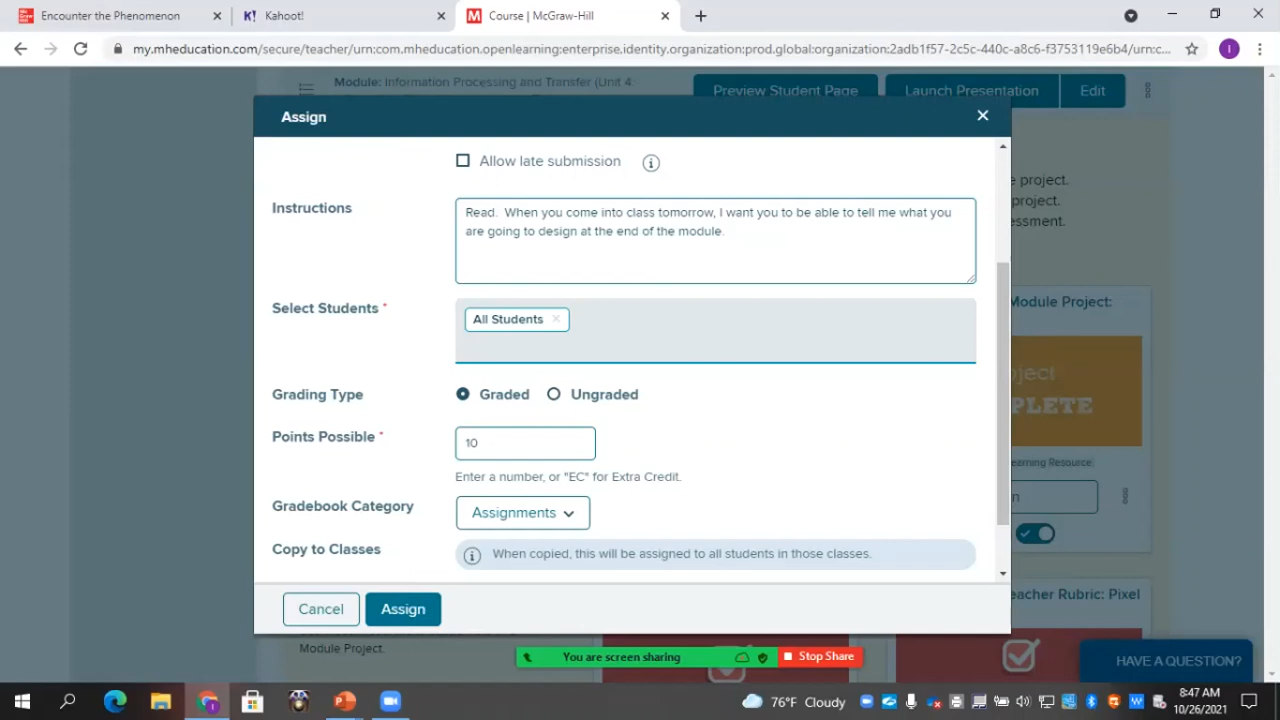 Encounter the Phenomenon
K! Kahoot!
M Course | McGraw-Hill
my.mheducation.com/secure/teacher/urn:com.mheducation.openlearning:enterprise.identity.organization:prod.global:organization:2adb1f57-2c5c-440c-a8c6-f3753119e6b4/urn:c...
I
Module: Information Processing and Transfer (Unit 4:
Preview Student Page
Launch Presentation
Edit
Assign
Allow late submission
e project.
project.
ssment.
Instructions
Read. When you come into class tomorrow, I want you to be able to tell me what you
are going to design at the end of the module.
Select Students *
All Students
Module Project:
oject
PLETE
Grading Type
Graded
Ungraded
Points Possible *
10
Enter a number, or "EC" for Extra Credit.
earning Resource.
n
Gradebook Category
Assignments
Copy to Classes
When copied, this will be assigned to all students in those classes.
Cancel
Assign
eacher Rubric: Pixel
Module Project.
You are screen sharing
Stop Share
HAVE A QUESTION?
76°F Cloudy
8:47 AM
10/26/2021